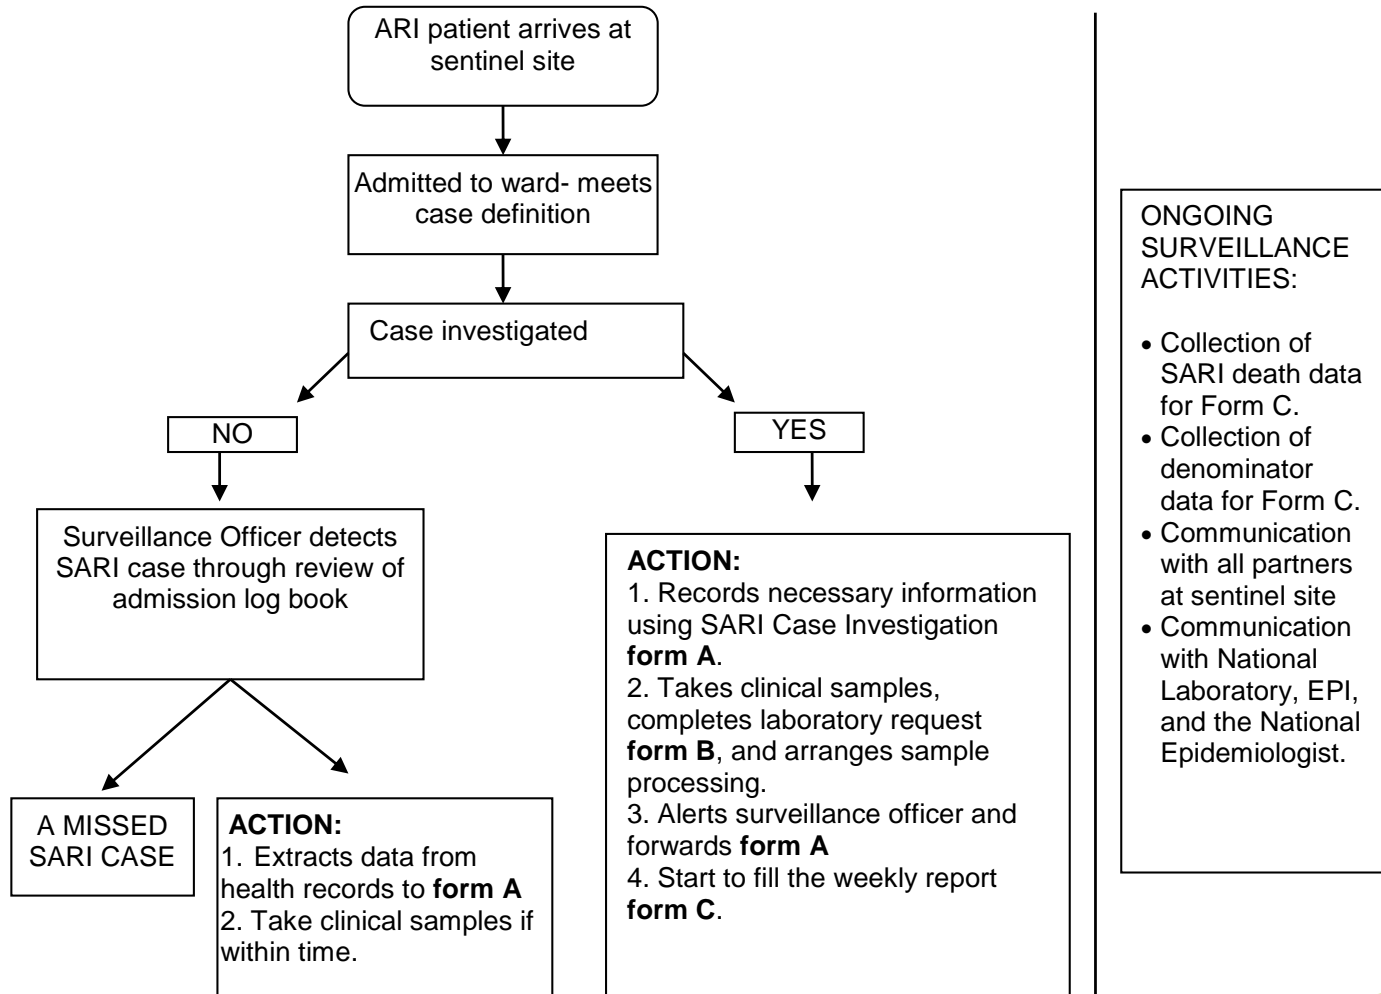 ARI patient arrives at
sentinel site
Admitted to ward- meets
case definition
Case investigated
NO
YES
Surveillance Officer detects
SARI case through review of
admission log book
A MISSED
SARI CASE
ACTION:
1. Extracts data from
health records to form A
2. Take clinical samples if
within time.
ACTION:
1. Records necessary information
using SARI Case Investigation
form A.
2. Takes clinical samples,
completes laboratory request
form B, and arranges sample
processing.
3. Alerts surveillance officer and
forwards form A
4. Start to fill the weekly report
form C.
ONGOING
SURVEILLANCE
ACTIVITIES:
• Collection of
SARI death data
for Form C.
• Collection of
denominator
data for Form C.
• Communication
with all partners
at sentinel site
• Communication
with National
Laboratory, EPI,
and the National
Epidemiologist.